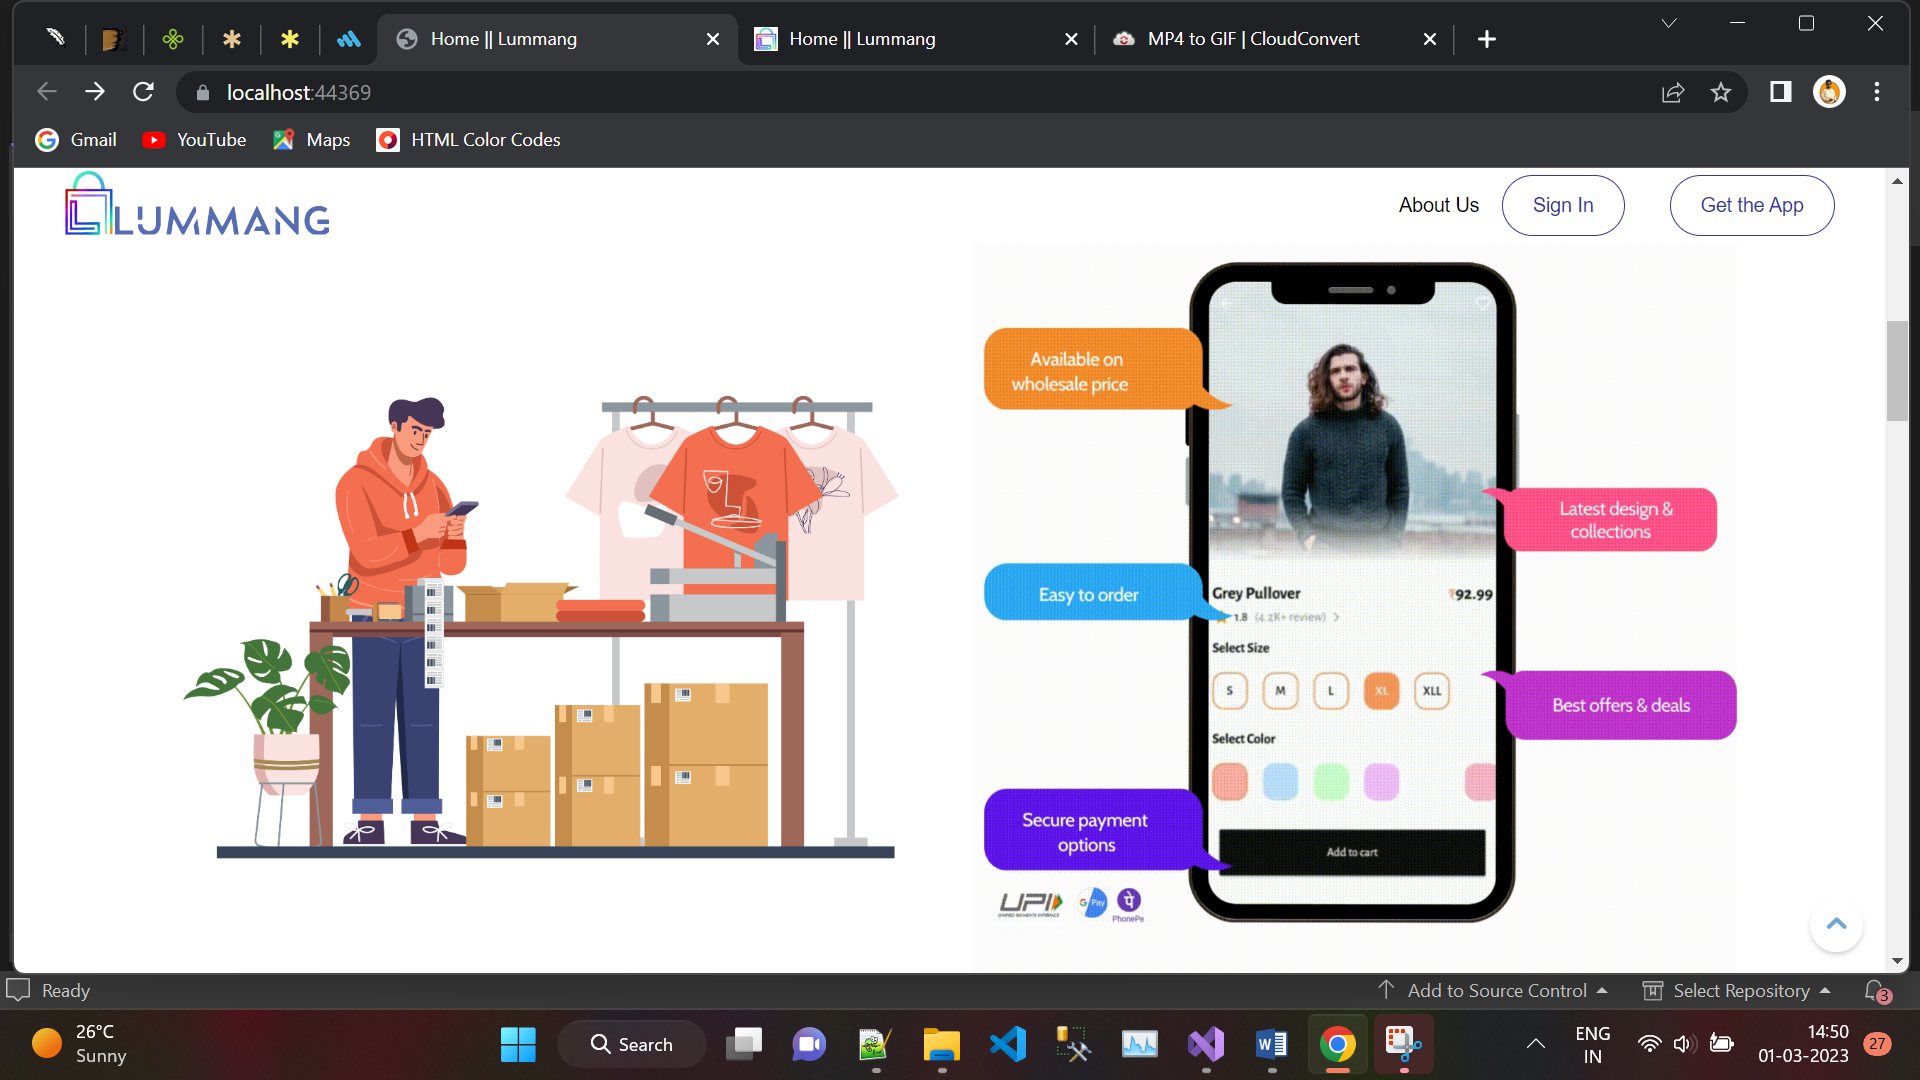 Home || Lummang
Home || Lummang
MP4 to GIF | CloudConvert
localhost:44369
Gmail
YouTube
Maps
HTML Color Codes
LUMMANG
About Us
Sign In
Get the App
Available on
wholesale price
Latest design &
collections
Easy to order
Grey Pullover
₹92.99
1.8 (4.2K+ review) >
Select Size
S
M
L
XL
XLL
Best offers & deals
Select Color
Secure payment
options
Add to cart
UPI
UNIFIED PAYMENTS INTERFACE
G Pay
पे
PhonePe
Ready
Add to Source Control
Select Repository
3
26°C
Sunny
Search
ENG
IN
14:50
01-03-2023
27